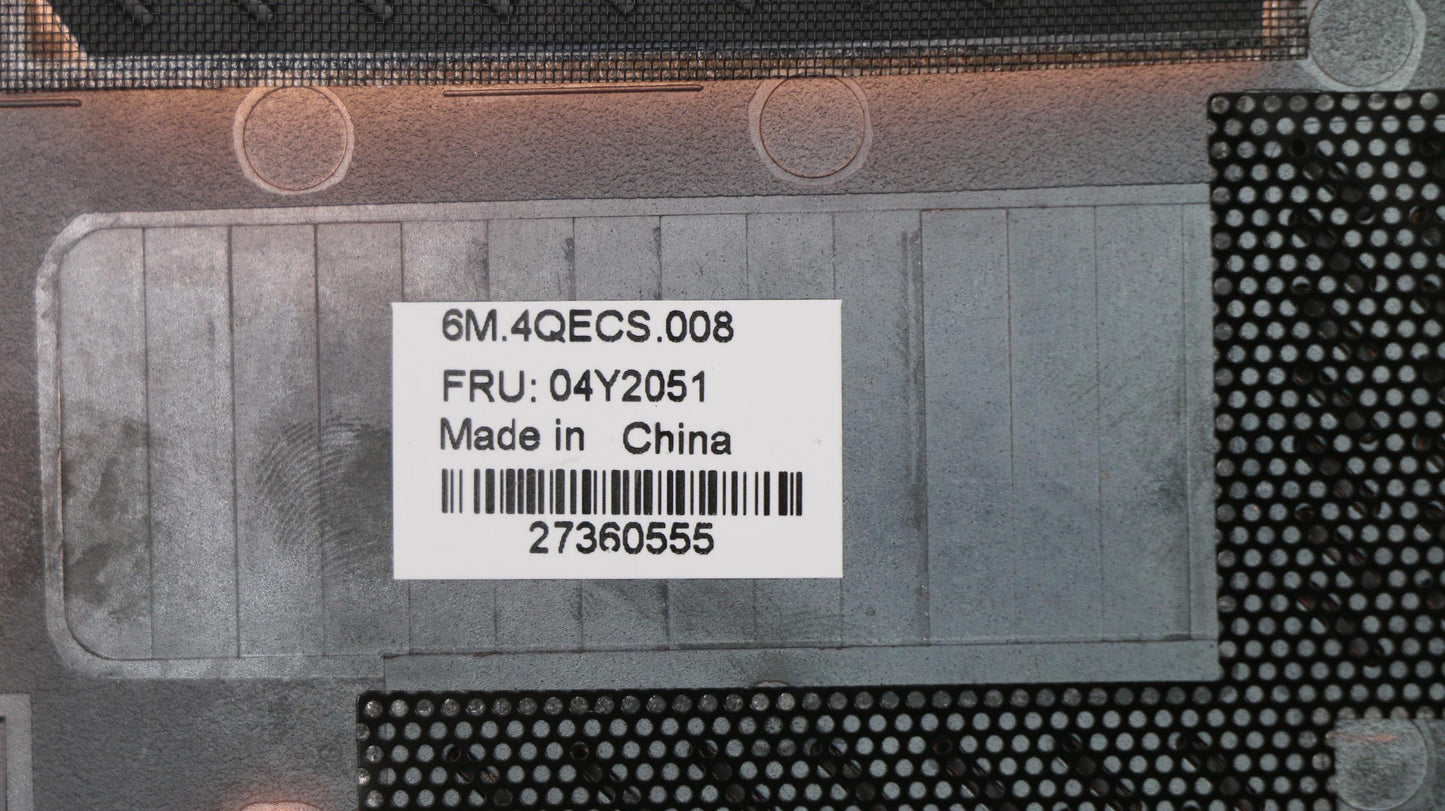 6M.4QECS.008
FRU: 04Y2051
Made in China
27360555